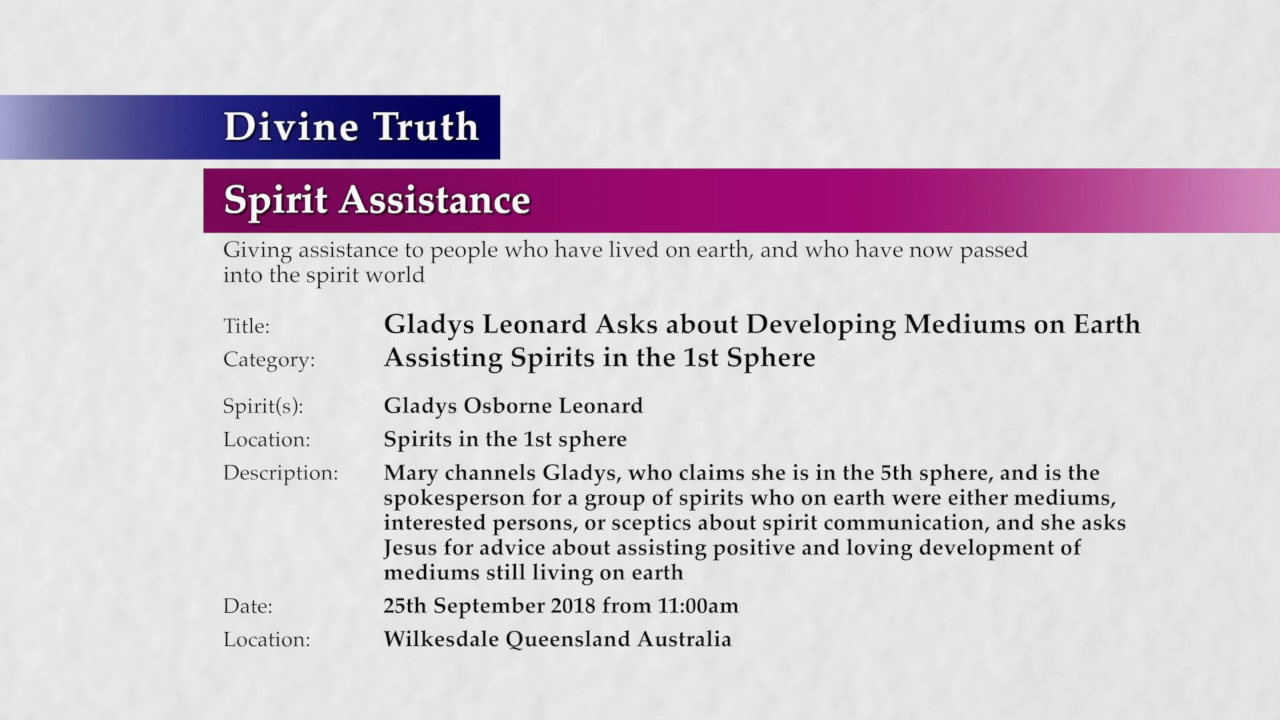 Divine Truth
Spirit Assistance
Giving assistance to people who have lived on earth, and who have now passed
into the spirit world
Title: Gladys Leonard Asks about Developing Mediums on Earth
Category: Assisting Spirits in the 1st Sphere
Spirit(s): Gladys Osborne Leonard
Location: Spirits in the 1st sphere
Description: Mary channels Gladys, who claims she is in the 5th sphere, and is the
spokesperson for a group of spirits who on earth were either mediums,
interested persons, or sceptics about spirit communication, and she asks
Jesus for advice about assisting positive and loving development of
mediums still living on earth
Date: 25th September 2018 from 11:00am
Location: Wilkesdale Queensland Australia